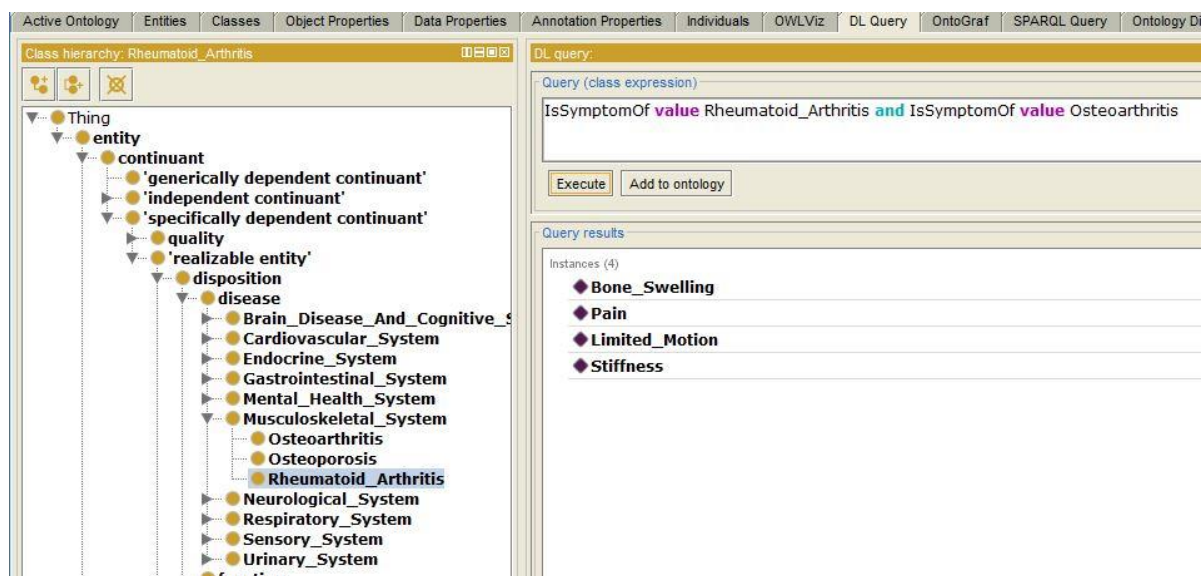 Active Ontology Entities Classes Object Properties Data Properties Annotation Properties Individuals OWLViz DL Query OntoGraf SPARQL Query Ontology Di
Class hierarchy: Rheumatoid_Arthritis
Thing
entity
continuant
'generically dependent continuant'
'independent continuant'
'specifically dependent continuant'
quality
'realizable entity'
disposition
disease
Brain_Disease_And_Cognitive_S
Cardiovascular_System
Endocrine_System
Gastrointestinal_System
Mental_Health_System
Musculoskeletal_System
Osteoarthritis
Osteoporosis
Rheumatoid_Arthritis
Neurological_System
Respiratory_System
Sensory_System
Urinary_System
DL query:
Query (class expression)
IsSymptomOf value Rheumatoid_Arthritis and IsSymptomOf value Osteoarthritis
Execute Add to ontology
Query results
Instances (4)
Bone_Swelling
Pain
Limited_Motion
Stiffness